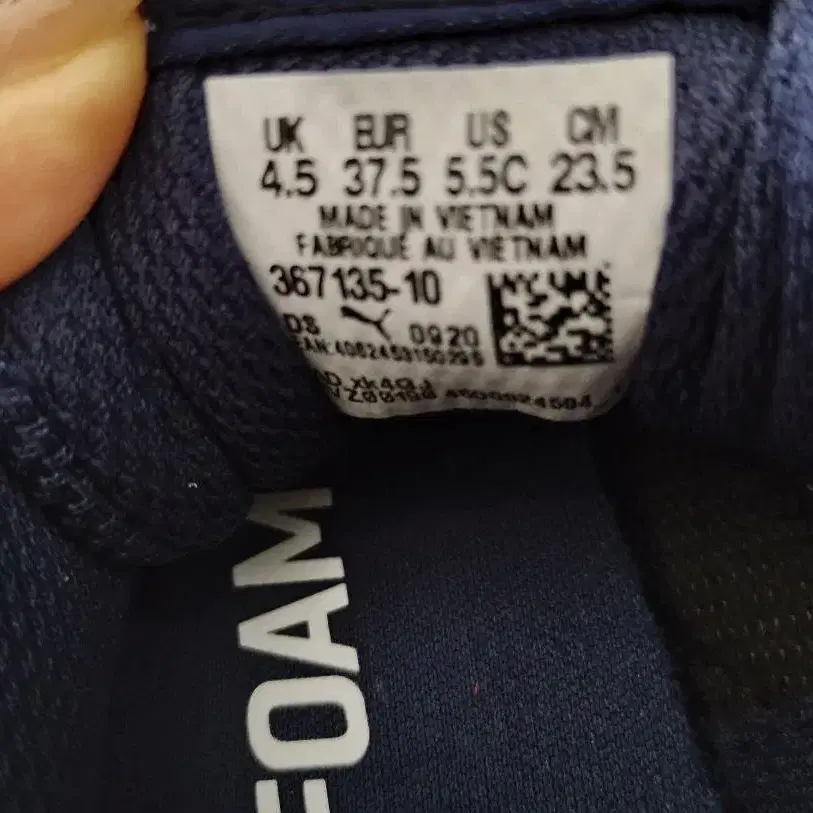 UK EUR US CM
4.5 37.5 5.5C 23.5
MADE IN VIETNAM
FABRIQUÉ AU VIETNAM
367135-10
DS 0920
FOAM